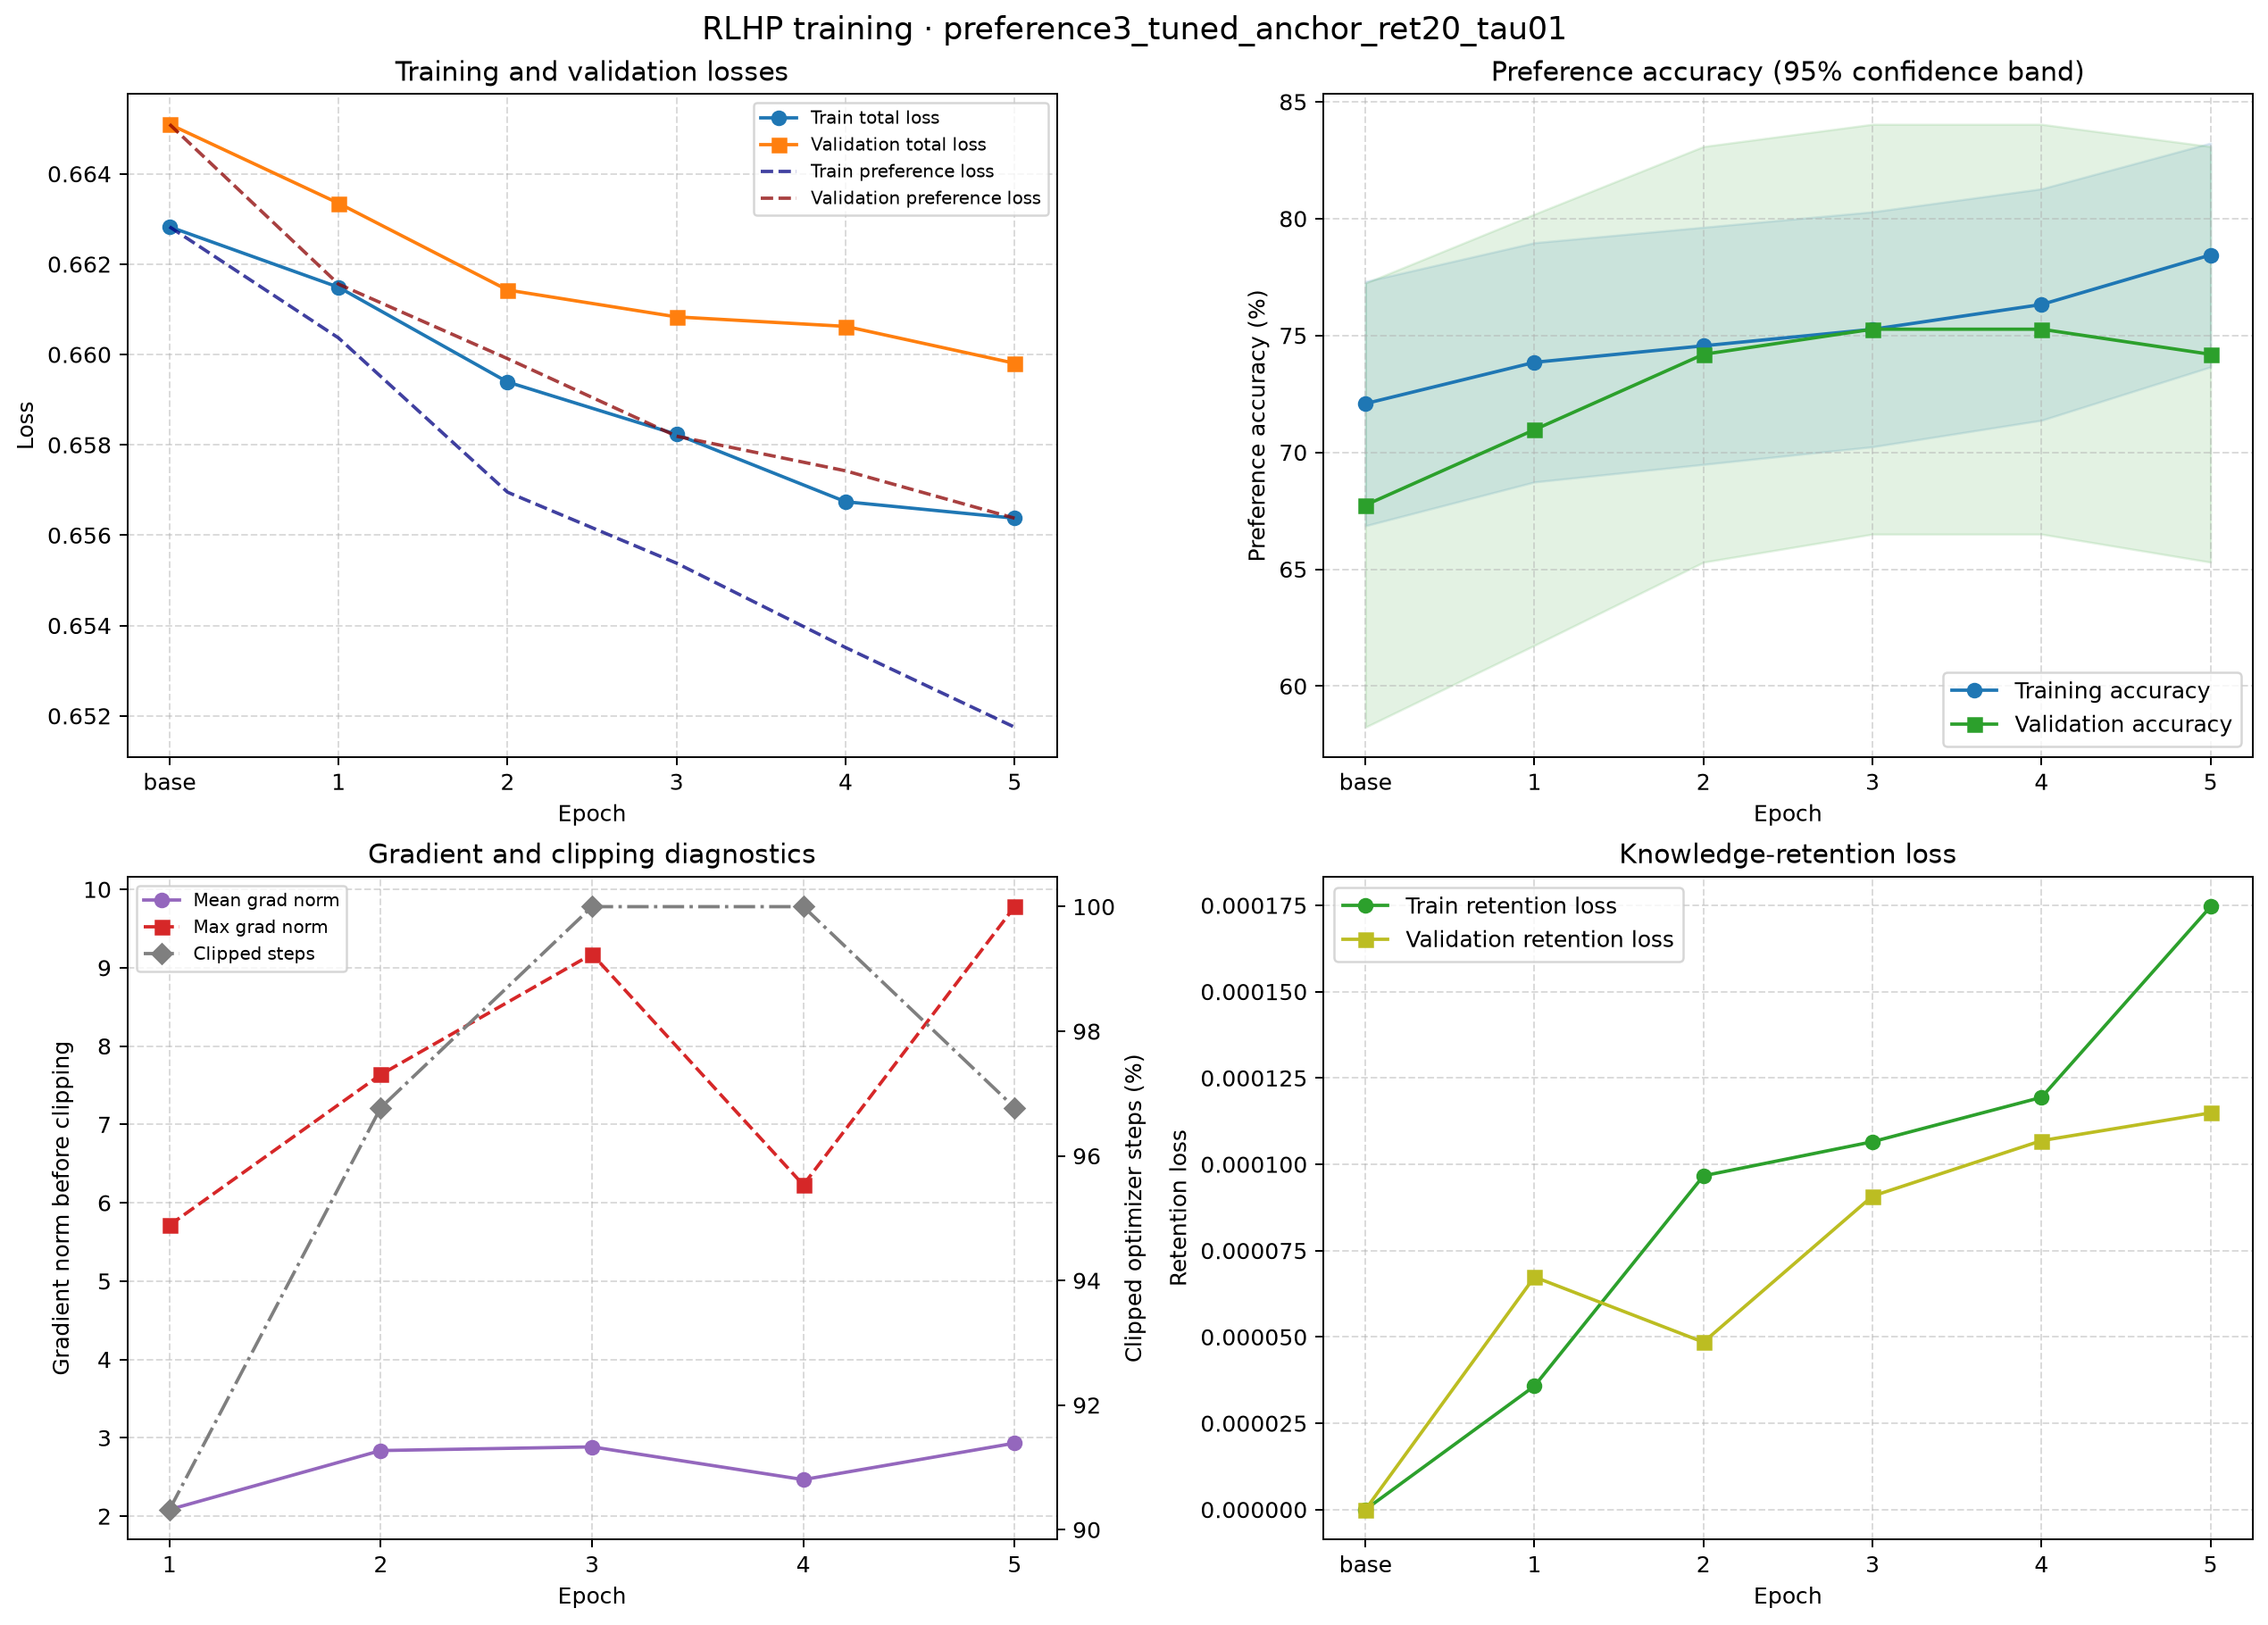 RLHP training · preference3_tuned_anchor_ret20_tau01
Training and validation losses
Train total loss
Validation total loss
Train preference loss
Validation preference loss
0.664
0.662
0.660
0.658
0.656
0.654
0.652
Loss
base 1 2 3 4 5
Epoch
Preference accuracy (95% confidence band)
85
80
75
70
65
60
Preference accuracy (%)
Training accuracy
Validation accuracy
base 1 2 3 4 5
Epoch
Gradient and clipping diagnostics
Mean grad norm
Max grad norm
Clipped steps
10
9
8
7
6
5
4
3
2
Gradient norm before clipping
100
98
96
94
92
90
Clipped optimizer steps (%)
1 2 3 4 5
Epoch
Knowledge-retention loss
Train retention loss
Validation retention loss
0.000175
0.000150
0.000125
0.000100
0.000075
0.000050
0.000025
0.000000
Retention loss
base 1 2 3 4 5
Epoch